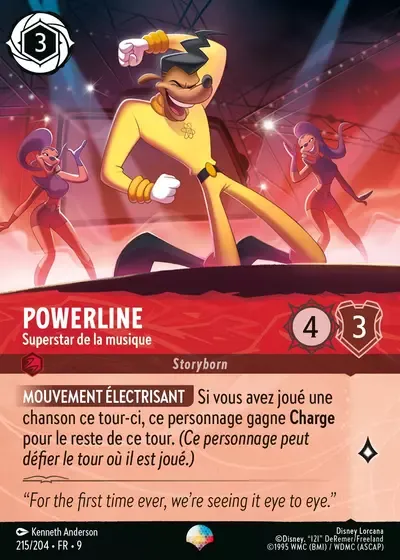 3
POWERLINE
Superstar de la musique
4
3
Storyborn
MOUVEMENT ÉLECTRISANT Si vous avez joué une
chanson ce tour-ci, ce personnage gagne Charge
pour le reste de ce tour. (Ce personnage peut
défier le tour où il est joué.)
“For the first time ever, we’re seeing it eye to eye.”
Kenneth Anderson
215/204 • FR • 9
Disney Lorcana
©Disney. “I2I” DeRemer/Freeland
©1995 WMC (BMI) / WDMC (ASCAP)